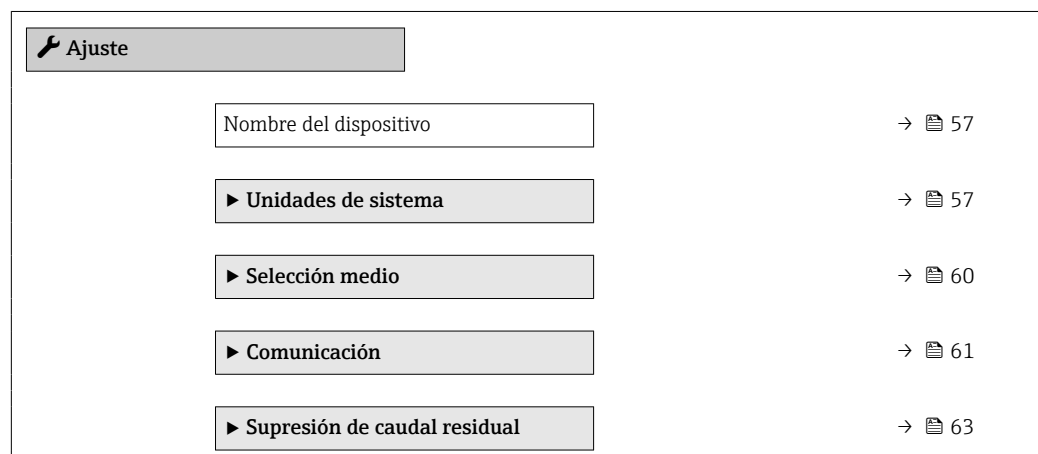 Ajuste
Nombre del dispositivo → 57
▶ Unidades de sistema → 57
▶ Selección medio → 60
▶ Comunicación → 61
▶ Supresión de caudal residual → 63